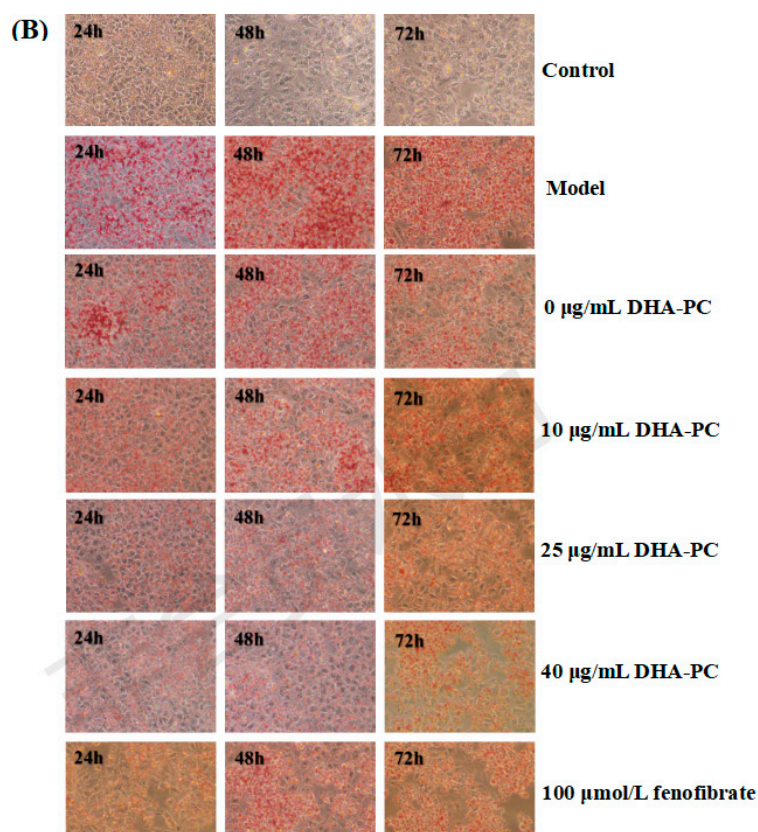 (B)
24h 48h 72h Control
24h 48h 72h Model
24h 48h 72h 0 μg/mL DHA-PC
24h 48h 72h 10 μg/mL DHA-PC
24h 48h 72h 25 μg/mL DHA-PC
24h 48h 72h 40 μg/mL DHA-PC
24h 48h 72h 100 μmol/L fenofibrate